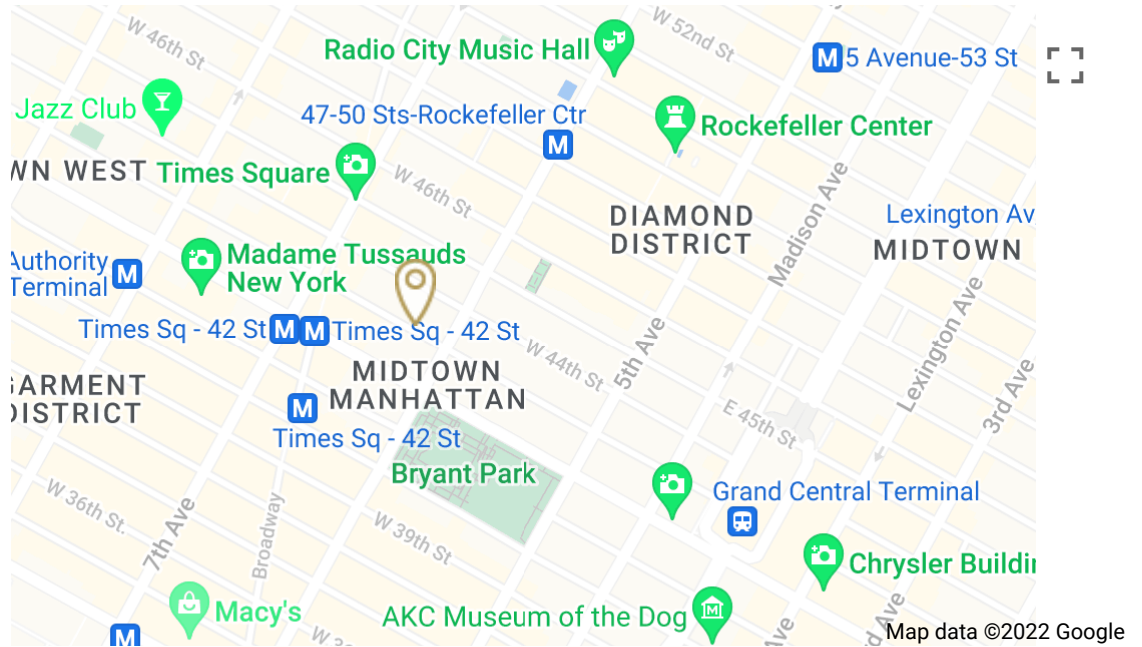 W 46th St
Radio City Music Hall
W 52nd St
M 5 Avenue-53 St
Jazz Club
47-50 Sts-Rockefeller Ctr
M
Rockefeller Center
WN WEST
Times Square
W 46th St
Madison Ave
DIAMOND
DISTRICT
Lexington Av
MIDTOWN
Authority
Terminal
M
Madame Tussauds
New York
Times Sq - 42 St M
M Times Sq - 42 St
W 44th St
5th Ave
Lexington Ave
3rd Ave
GARMENT
DISTRICT
MIDTOWN
MANHATTAN
M
Times Sq - 42 St
E 45th St
Bryant Park
Grand Central Terminal
W 36th St.
7th Ave
Broadway
W 39th St
Chrysler Buildin
Macy's
AKC Museum of the Dog
M
M
Ave
rd Ave
Map data ©2022 Google